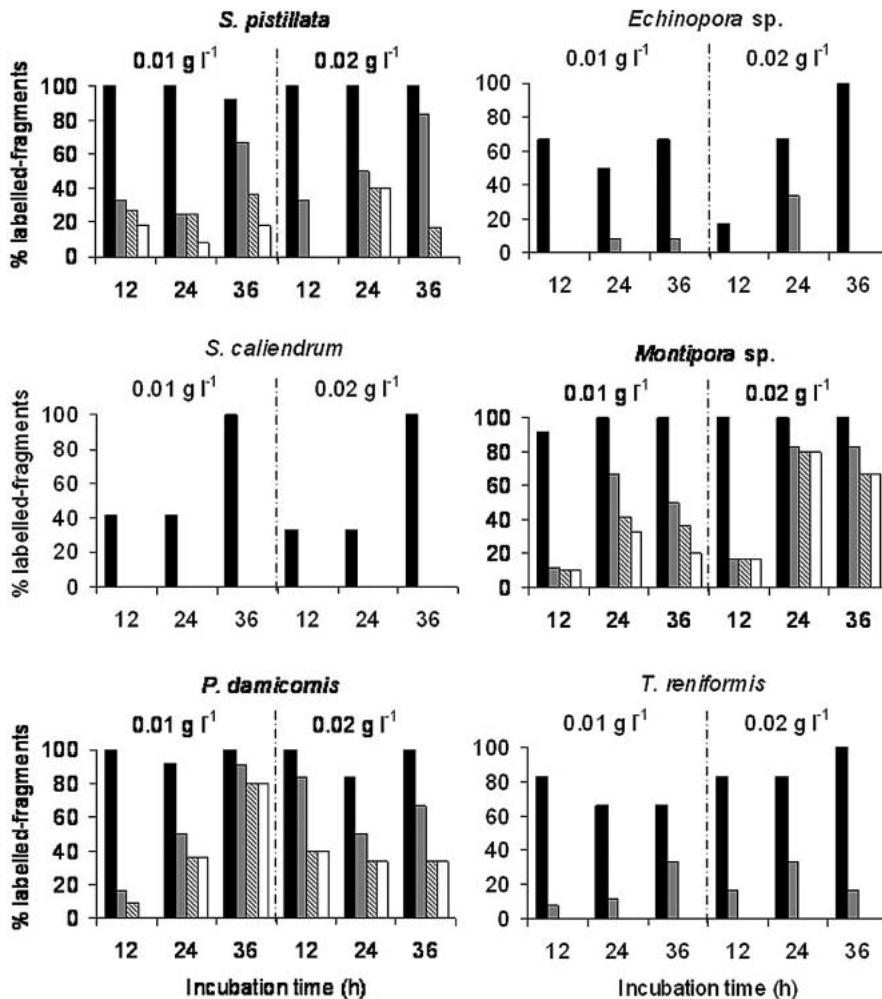 S. pistillata
0.01 g l⁻¹ 0.02 g l⁻¹
% labelled-fragments
100
80
60
40
20
0
12 24 36 12 24 36
Echinopora sp.
0.01 g l⁻¹ 0.02 g l⁻¹
100
80
60
40
20
0
12 24 36 12 24 36
S. caliendrum
0.01 g l⁻¹ 0.02 g l⁻¹
% labelled-fragments
100
80
60
40
20
0
12 24 36 12 24 36
Montipora sp.
0.01 g l⁻¹ 0.02 g l⁻¹
100
80
60
40
20
0
12 24 36 12 24 36
P. damicornis
0.01 g l⁻¹ 0.02 g l⁻¹
% labelled-fragments
100
80
60
40
20
0
12 24 36 12 24 36
Incubation time (h)
T. reniformis
0.01 g l⁻¹ 0.02 g l⁻¹
100
80
60
40
20
0
12 24 36 12 24 36
Incubation time (h)